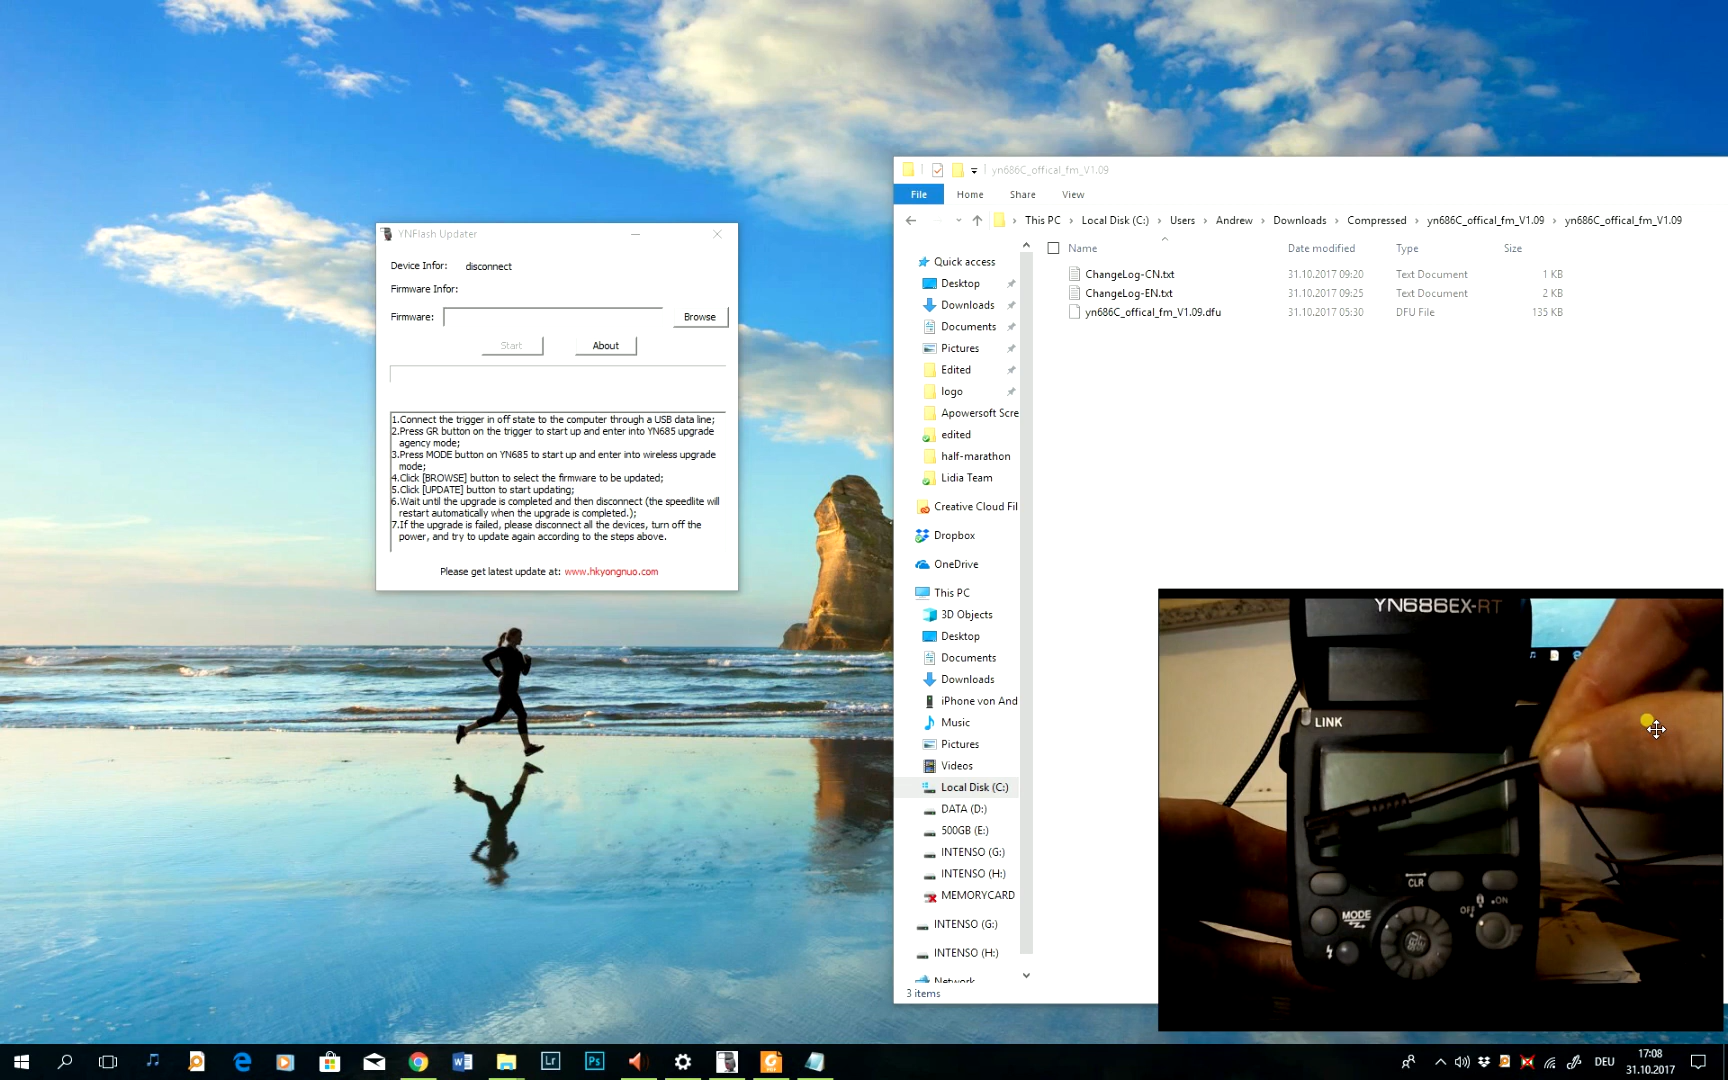 YNFlash Updater
Device Infor: disconnect
Firmware Infor:
Firmware: Browse
Start About
1.Connect the trigger in off state to the computer through a USB data line;
2.Press GR button on the trigger to start up and enter into YN685 upgrade
agency mode;
3.Press MODE button on YN685 to start up and enter into wireless upgrade
mode;
4.Click [BROWSE] button to select the firmware to be updated;
5.Click [UPDATE] button to start updating;
6.Wait until the upgrade is completed and then disconnect (the speedlite will
restart automatically when the upgrade is completed.);
7.If the upgrade is failed, please disconnect all the devices, turn off the
power, and try to update again according to the steps above.
Please get latest update at: www.hkyongnuo.com
yn686C_offical_fm_V1.09
File Home Share View
This PC Local Disk (C:) Users Andrew Downloads Compressed yn686C_offical_fm_V1.09 yn686C_offical_fm_V1.09
Name Date modified Type Size
ChangeLog-CN.txt 31.10.2017 09:20 Text Document 1 KB
ChangeLog-EN.txt 31.10.2017 09:25 Text Document 2 KB
yn686C_offical_fm_V1.09.dfu 31.10.2017 05:30 DFU File 135 KB
Quick access
Desktop
Downloads
Documents
Pictures
Edited
logo
Apowersoft Scre
edited
half-marathon
Lidia Team
Creative Cloud Fil
Dropbox
OneDrive
This PC
3D Objects
Desktop
Documents
Downloads
iPhone von And
Music
Pictures
Videos
Local Disk (C:)
DATA (D:)
500GB (E:)
INTENSO (G:)
INTENSO (H:)
MEMORYCARD
INTENSO (G:)
INTENSO (H:)
Network
3 items
YN686EX-RT
LINK
CLR
MODE
OFF ON
Lr Ps
DEU
17:08
31.10.2017